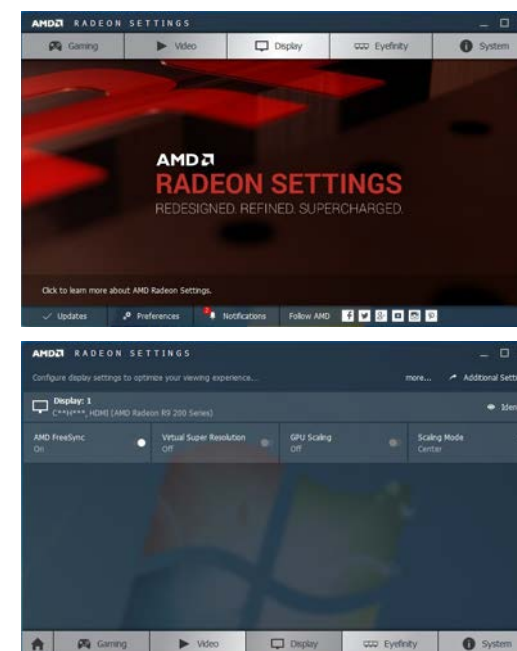 AMD RADEON SETTINGS
Gaming Video Display Eyefinity System
AMD
RADEON SETTINGS
REDESIGNED. REFINED. SUPERCHARGED.
Click to learn more about AMD Radeon Settings.
Updates Preferences 2 Notifications Follow AMD
AMD RADEON SETTINGS
Configure display settings to optimize your viewing experience... more... Additional Setti
Display: 1
C**H***, HDMI (AMD Radeon R9 200 Series) Iden
AMD FreeSync Virtual Super Resolution GPU Scaling Scaling Mode
On Off Off Center
Gaming Video Display Eyefinity System